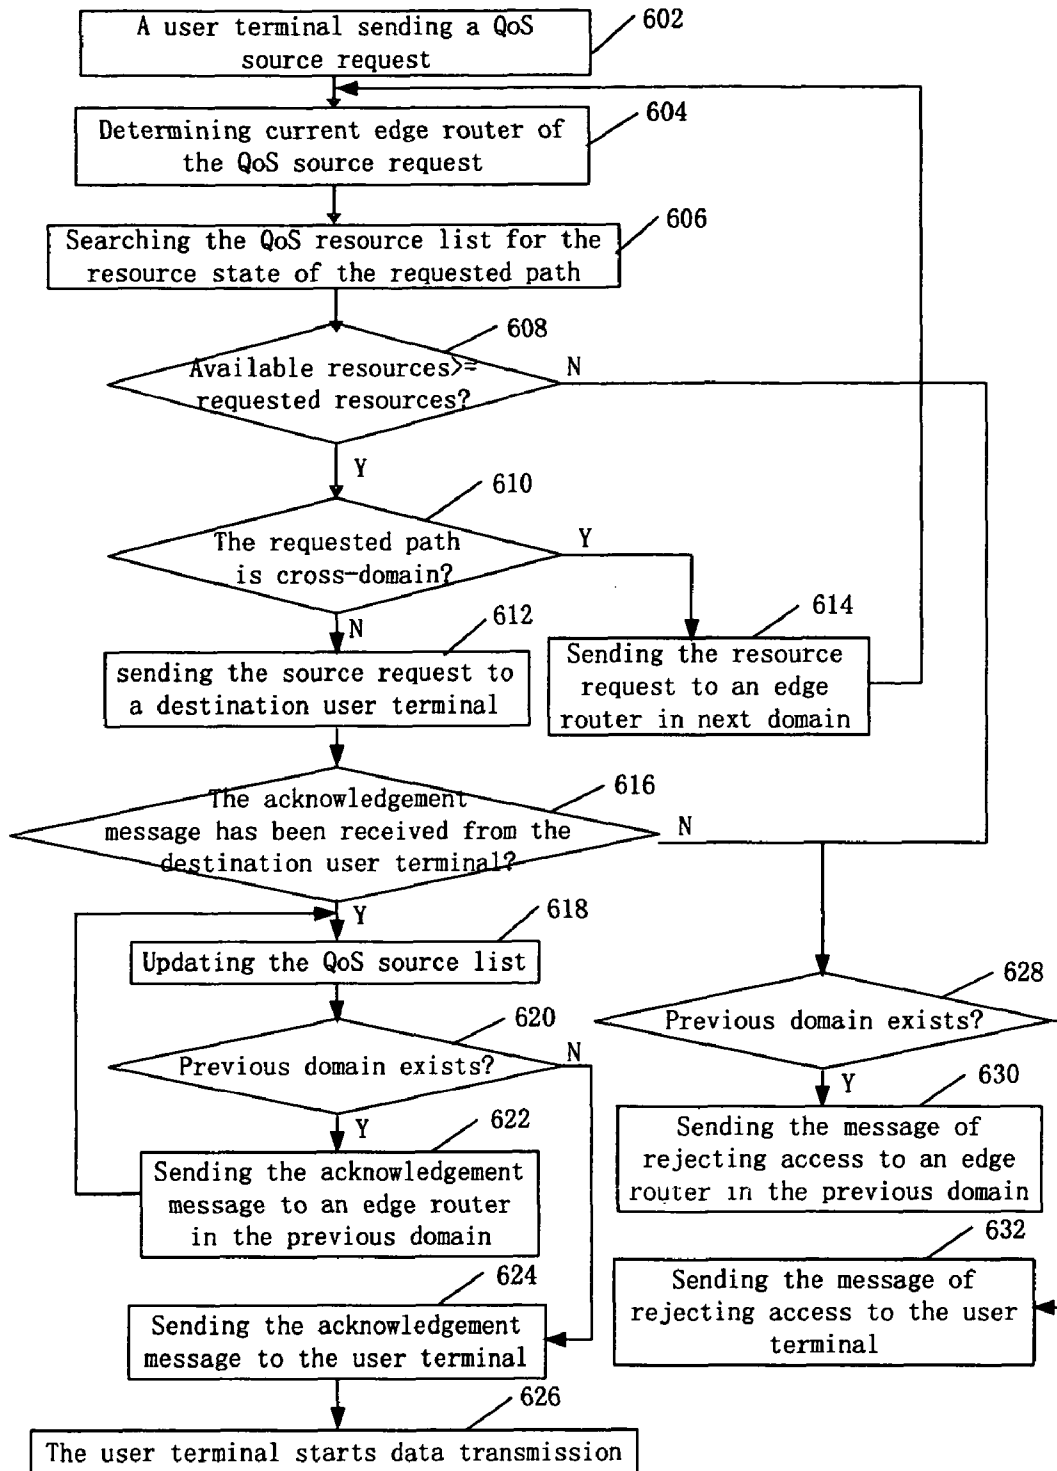 A user terminal sending a QoS
source request
602
Determining current edge router of
the QoS source request
604
Searching the QoS resource list for the
resource state of the requested path
606
608
Available resources>=
requested resources?
N
Y
610
The requested path
is cross-domain?
Y
N
612
sending the source request to
a destination user terminal
614
Sending the resource
request to an edge
router in next domain
The acknowledgement
message has been received from the
destination user terminal?
616
N
Y
618
Updating the QoS source list
620
Previous domain exists?
N
Y
622
Sending the acknowledgement
message to an edge router
in the previous domain
624
Sending the acknowledgement
message to the user terminal
626
The user terminal starts data transmission
628
Previous domain exists?
Y
630
Sending the message of
rejecting access to an edge
router in the previous domain
632
Sending the message of
rejecting access to the user
terminal